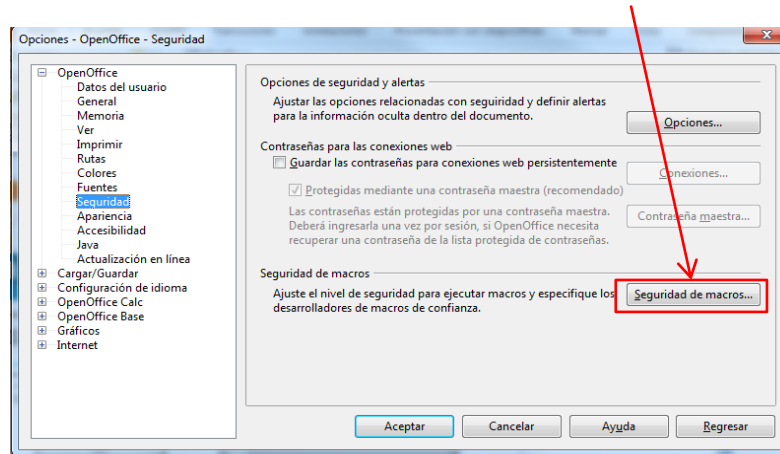 Opciones - OpenOffice - Seguridad
OpenOffice
Datos del usuario
General
Memoria
Ver
Imprimir
Rutas
Colores
Fuentes
Seguridad
Apariencia
Accesibilidad
Java
Actualización en línea
Cargar/Guardar
Configuración de idioma
OpenOffice Calc
OpenOffice Base
Gráficos
Internet
Opciones de seguridad y alertas
Ajustar las opciones relacionadas con seguiridad y definir alertas
para la información oculta dentro del documento.
Opciones...
Contraseñas para las conexiones web
Guardar las contraseñas para conexiones web persistentemente
Conexiones...
Protegidas mediante una contraseña maestra (recomendado)
Las contraseñas están protegidas por una contraseña maestra.
Deberá ingresarla una vez por sesión, si OpenOffice necesita
recuperar una contraseña de la lista protegida de contraseñas.
Contraseña maestra...
Seguridad de macros
Ajuste el nivel de seguridad para ejecutar macros y especifique los
desarrolladores de macros de confianza.
Seguridad de macros...
Aceptar
Cancelar
Ayuda
Regresar